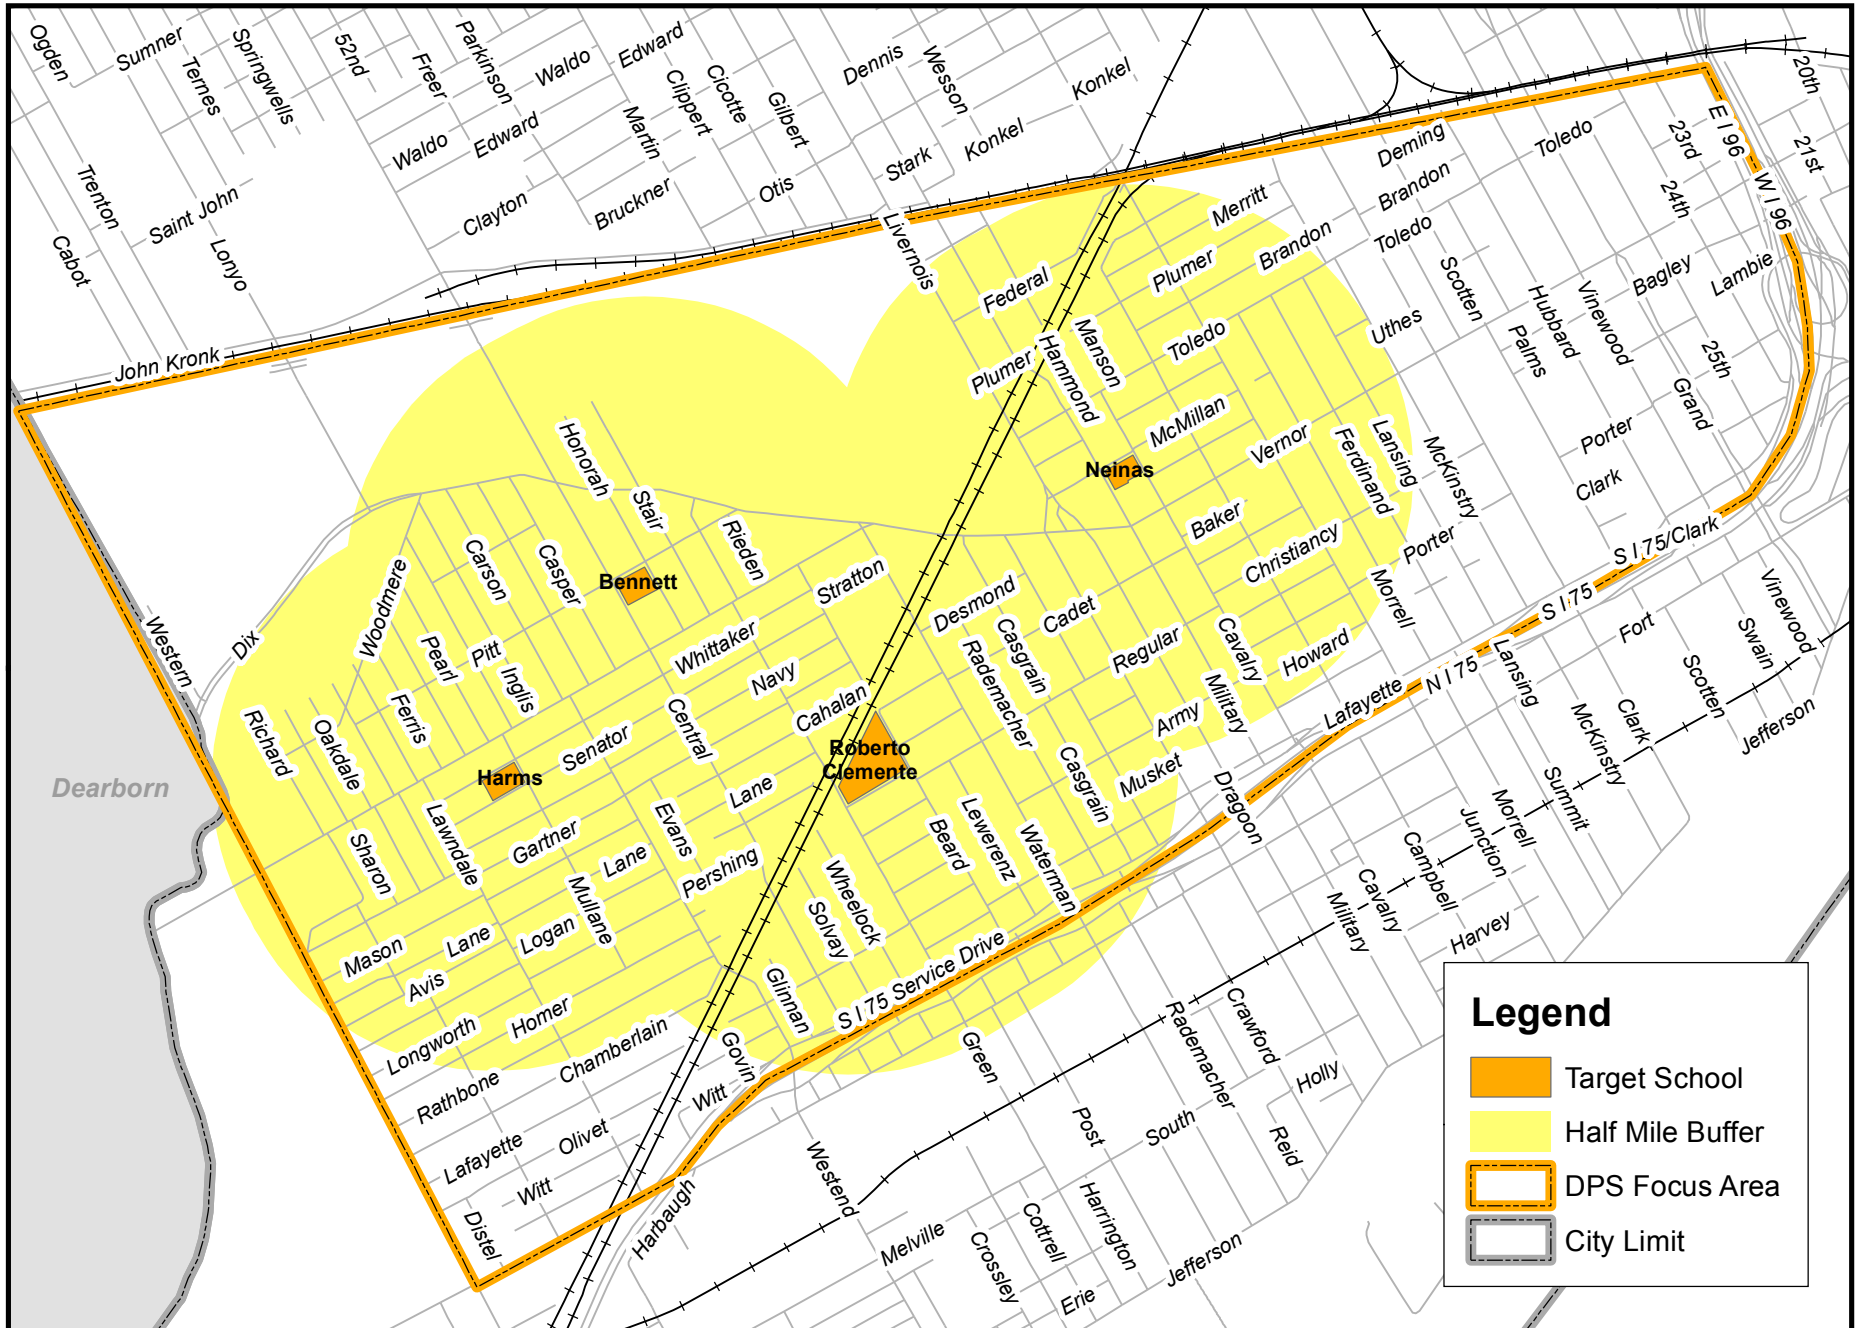 Ogden
Sumner
Ternes
Springwells
52nd
Freer
Parkinson
Waldo
Edward
Dennis
Wesson
Konkel
20th
Clippert
Cicotte
Gilbert
Martin
Waldo
Edward
Konkel
Stark
Deming
Toledo
23rd
E I 96
21st
Trenton
Saint John
Clayton
Bruckner
Otis
Brandon
24th
W I 96
Cabot
Lonyo
Livernois
Merritt
Brandon
Toledo
Federal
Plumer
Scotten
Bagley
Lambie
Hubbard
Vinewood
Palms
Uthes
John Kronk
Plumer
Hammond
Manson
Toledo
25th
Grand
McMillan
Vernor
Ferdinand
Lansing
McKinstry
Porter
Clark
Honorah
Stair
Neinas
Rieden
Baker
Christiancy
Porter
S I 75/Clark
Carson
Casper
Bennett
Woodmere
Stratton
Desmond
Cadet
Morrell
S I 75
Vinewood
Western
Dix
Pearl
Pitt
Inglis
Whittaker
Navy
Casgrain
Rademacher
Regular
Cavalry
Howard
Fort
Swain
Lansing
Scotten
N I 75
Lafayette
Ferris
Richard
Oakdale
Central
Cahalan
Military
Army
McKinstry
Clark
Jefferson
Senator
Harms
Roberto
Clemente
Casgrain
Musket
Dragoon
Summit
Dearborn
Lane
Morrell
Junction
Lawndale
Sharon
Gartner
Evans
Lane
Pershing
Beard
Lewerenz
Waterman
Campbell
Cavalry
Military
Harvey
Mullane
Wheelock
Solvay
Mason
Lane
Logan
Avis
S I 75 Service Drive
Glinnan
Longworth
Homer
Chamberlain
Govin
Green
Rademacher
Crawford
Holly
Rathbone
Witt
Lafayette
Olivet
Post
South
Reid
Witt
Westend
Distel
Harbaugh
Melville
Crossley
Cottrell
Harrington
Erie
Jefferson
Legend
Target School
Half Mile Buffer
DPS Focus Area
City Limit